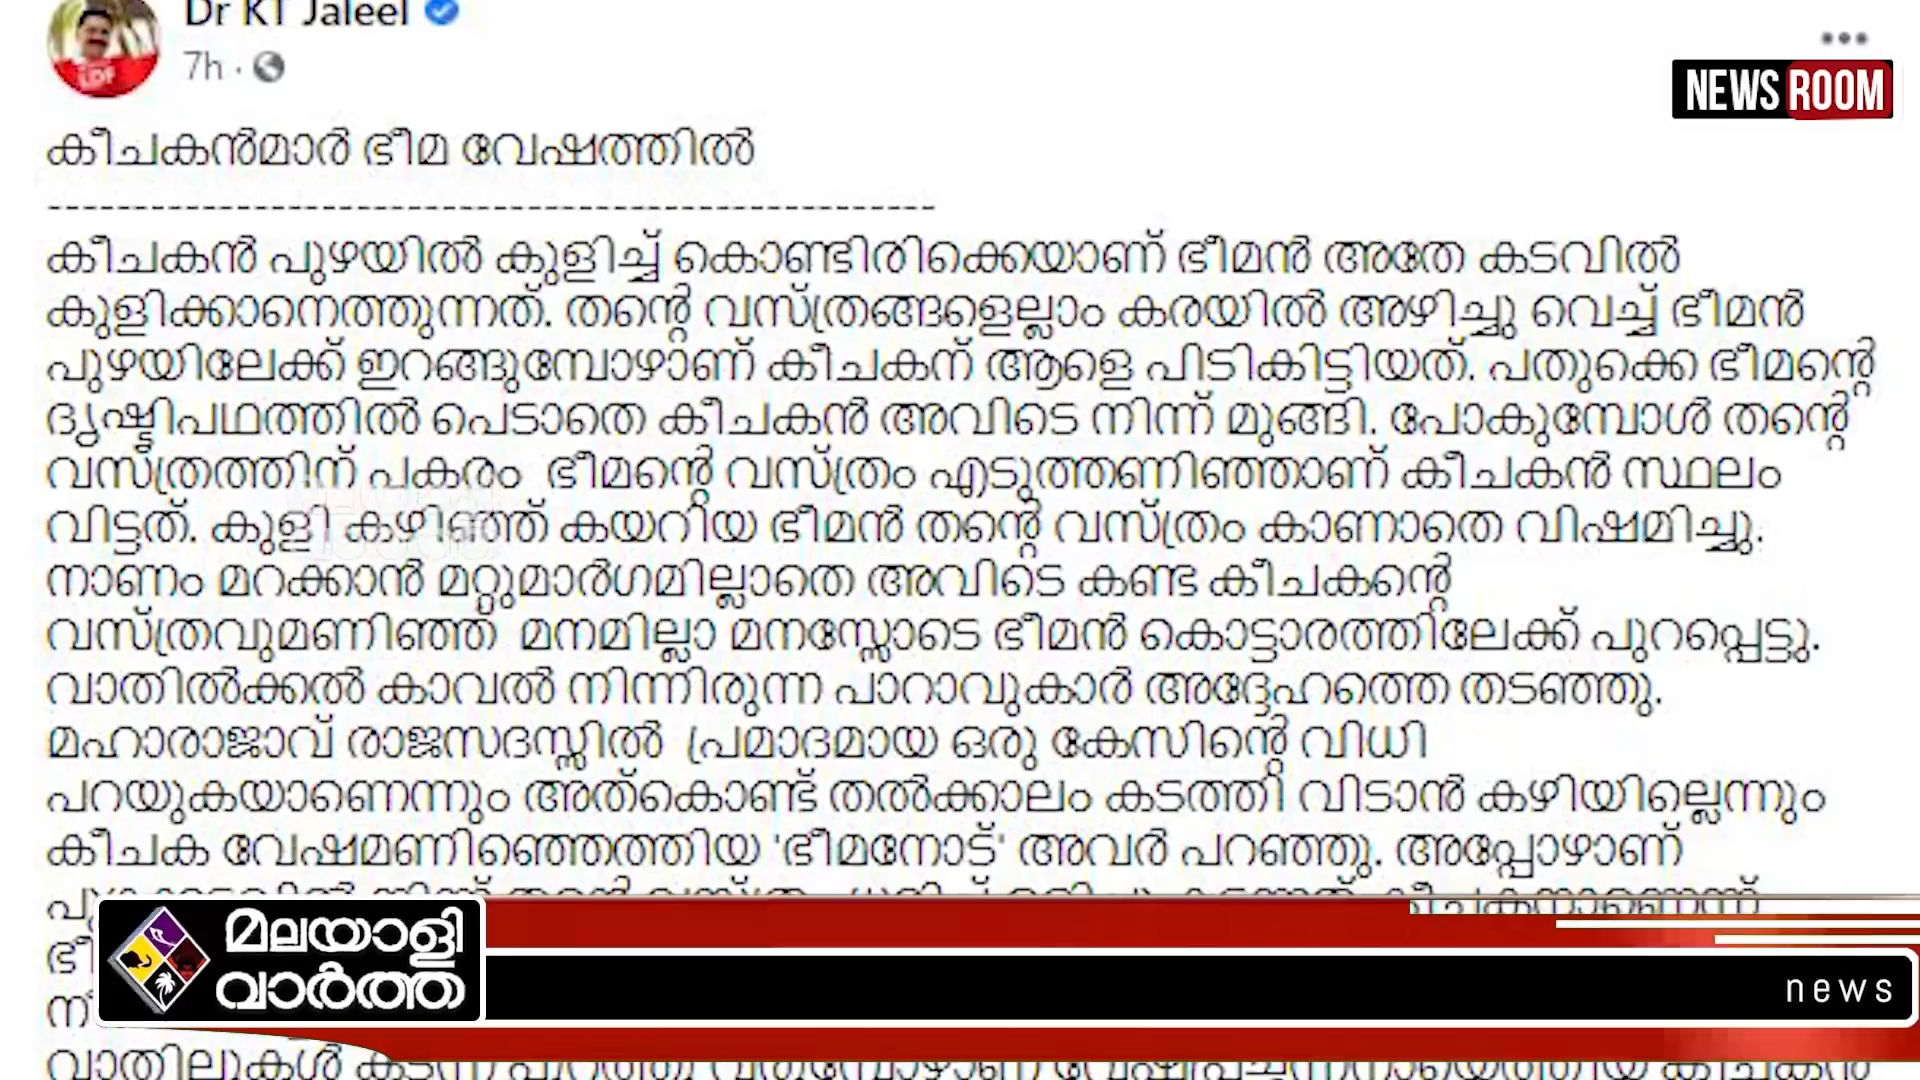 Dr KT Jaleel
7h ·
NEWS ROOM
കീചകൻമാർ ഭീമ വേഷത്തിൽ
---------------------------------------------------------------
കീചകൻ പുഴയിൽ കുളിച്ച് കൊണ്ടിരിക്കെയാണ് ഭീമൻ അതേ കടവിൽ
കുളിക്കാനെത്തുന്നത്. തന്റെ വസ്ത്രങ്ങളെല്ലാം കരയിൽ അഴിച്ചു വെച്ച് ഭീമൻ
പുഴയിലേക്ക് ഇറങ്ങുമ്പോഴാണ് കീചകന് ആളെ പിടികിട്ടിയത്. പതുക്കെ ഭീമന്റെ
ദൃഷ്ടിപഥത്തിൽ പെടാതെ കീചകൻ അവിടെ നിന്ന് മുങ്ങി. പോകുമ്പോൾ തന്റെ
വസ്ത്രത്തിന് പകരം ഭീമന്റെ വസ്ത്രം എടുത്തണിഞ്ഞാണ് കീചകൻ സ്ഥലം
വിട്ടത്. കുളി കഴിഞ്ഞ് കയറിയ ഭീമൻ തന്റെ വസ്ത്രം കാണാതെ വിഷമിച്ചു.
നാണം മറക്കാൻ മറ്റുമാർഗമില്ലാതെ അവിടെ കണ്ട കീചകന്റെ
വസ്ത്രവുമണിഞ്ഞ് മനമില്ലാ മനസ്സോടെ ഭീമൻ കൊട്ടാരത്തിലേക്ക് പുറപ്പെട്ടു.
വാതിൽക്കൽ കാവൽ നിന്നിരുന്ന പാറാവുകാർ അദ്ദേഹത്തെ തടഞ്ഞു.
മഹാരാജാവ് രാജസദസ്സിൽ പ്രമാദമായ ഒരു കേസിന്റെ വിധി
പറയുകയാണെന്നും അത്കൊണ്ട് തൽക്കാലം കടത്തി വിടാൻ കഴിയില്ലെന്നും
കീചക വേഷമണിഞ്ഞെത്തിയ 'ഭീമനോട്' അവർ പറഞ്ഞു. അപ്പോഴാണ്
കീചകനാണെന്ന്
മലയാളി
വാർത്ത
news